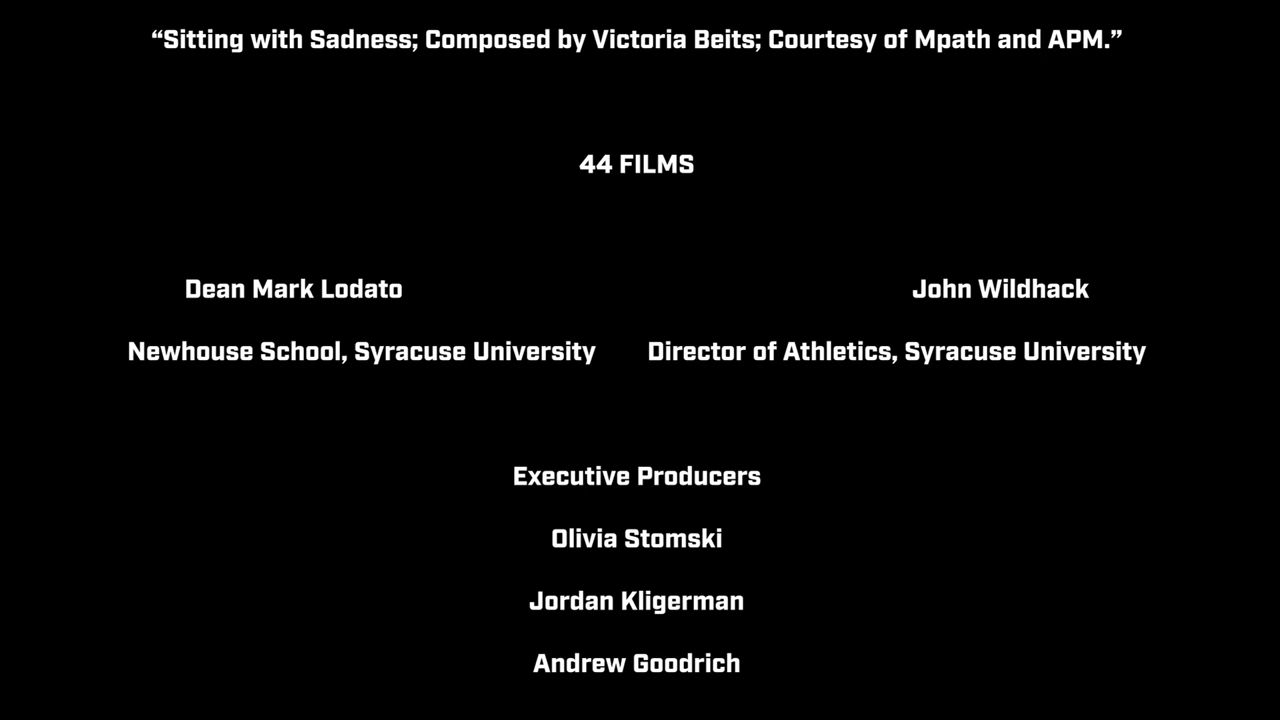 “Sitting with Sadness; Composed by Victoria Beits; Courtesy of Mpath and APM.”
44 FILMS
Dean Mark Lodato
John Wildhack
Newhouse School, Syracuse University
Director of Athletics, Syracuse University
Executive Producers
Olivia Stomski
Jordan Kligerman
Andrew Goodrich